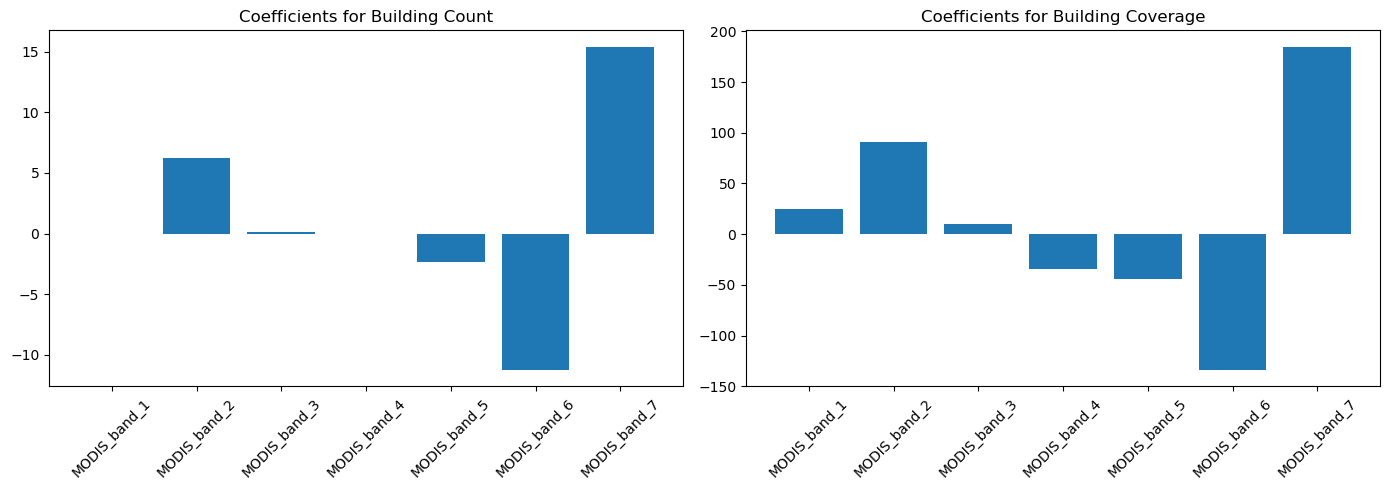 Coefficients for Building Count
15
10
5
0
−5
−10
MODIS_band_1
MODIS_band_2
MODIS_band_3
MODIS_band_4
MODIS_band_5
MODIS_band_6
MODIS_band_7
Coefficients for Building Coverage
200
150
100
50
0
−50
−100
−150
MODIS_band_1
MODIS_band_2
MODIS_band_3
MODIS_band_4
MODIS_band_5
MODIS_band_6
MODIS_band_7